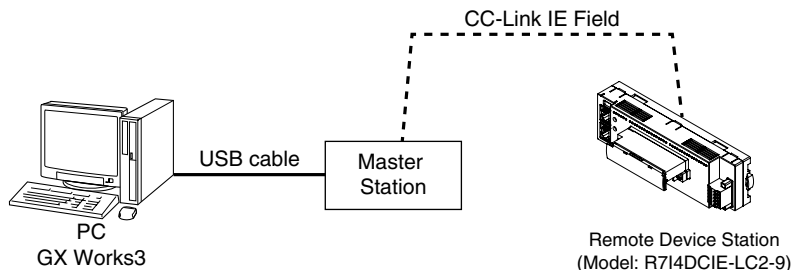 CC-Link IE Field
USB cable
Master
Station
PC
GX Works3
Remote Device Station
(Model: R7I4DCIE-LC2-9)